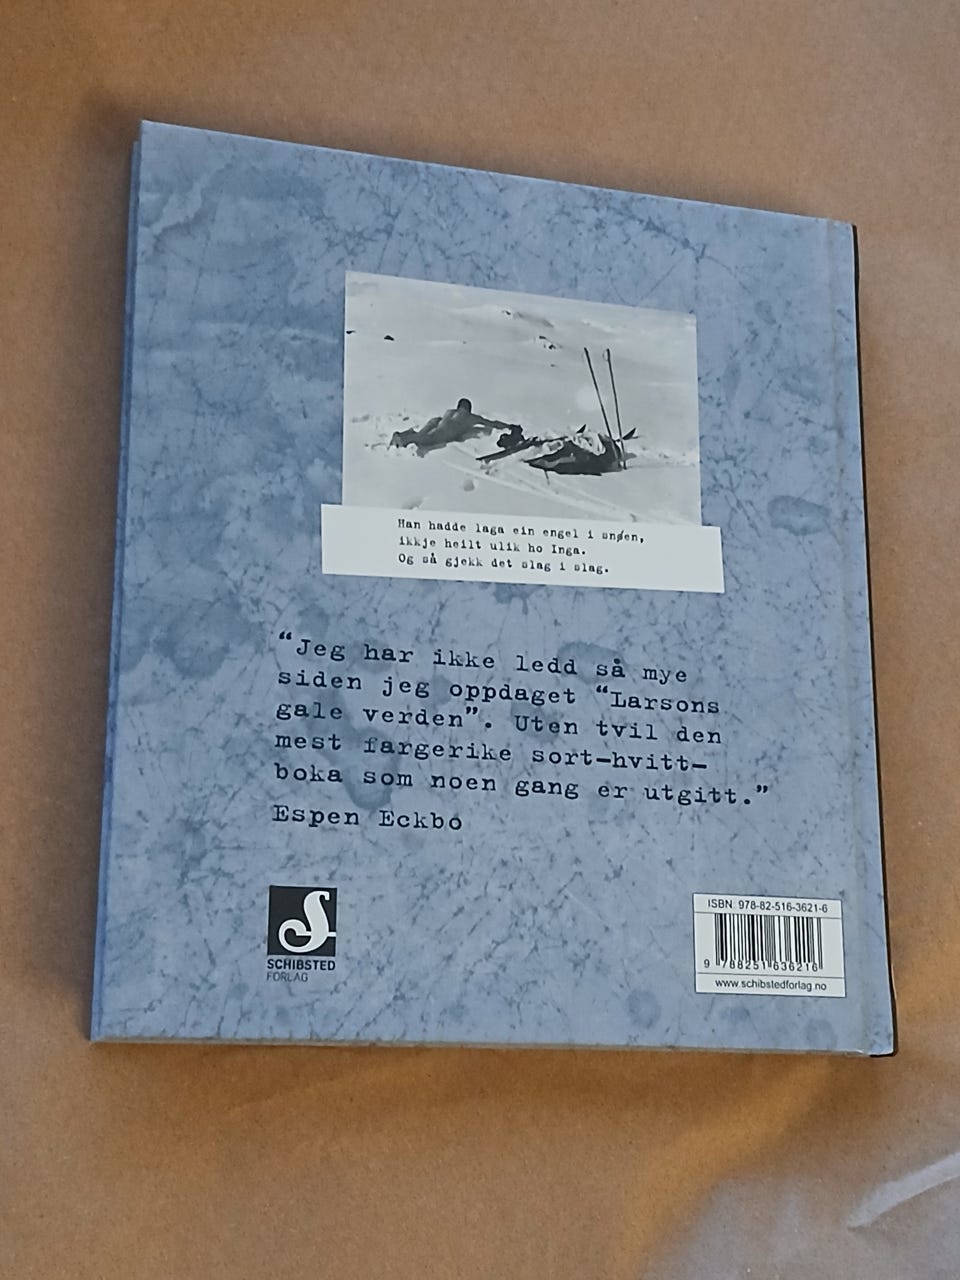 Han hadde laga ein engel i snøen,
ikkje heilt ulik ho Inga.
Og så gjekk det slag i slag.
“Jeg har ikke ledd så mye
siden jeg oppdaget “Larsons
gale verden”. Uten tvil den
mest fargerike sort-hvitt-
boka som noen gang er utgitt.”
Espen Eckbo
S
SCHIBSTED
FORLAG
ISBN: 978-82-516-3621-6
9 788251 636216
www.schibstedforlag.no